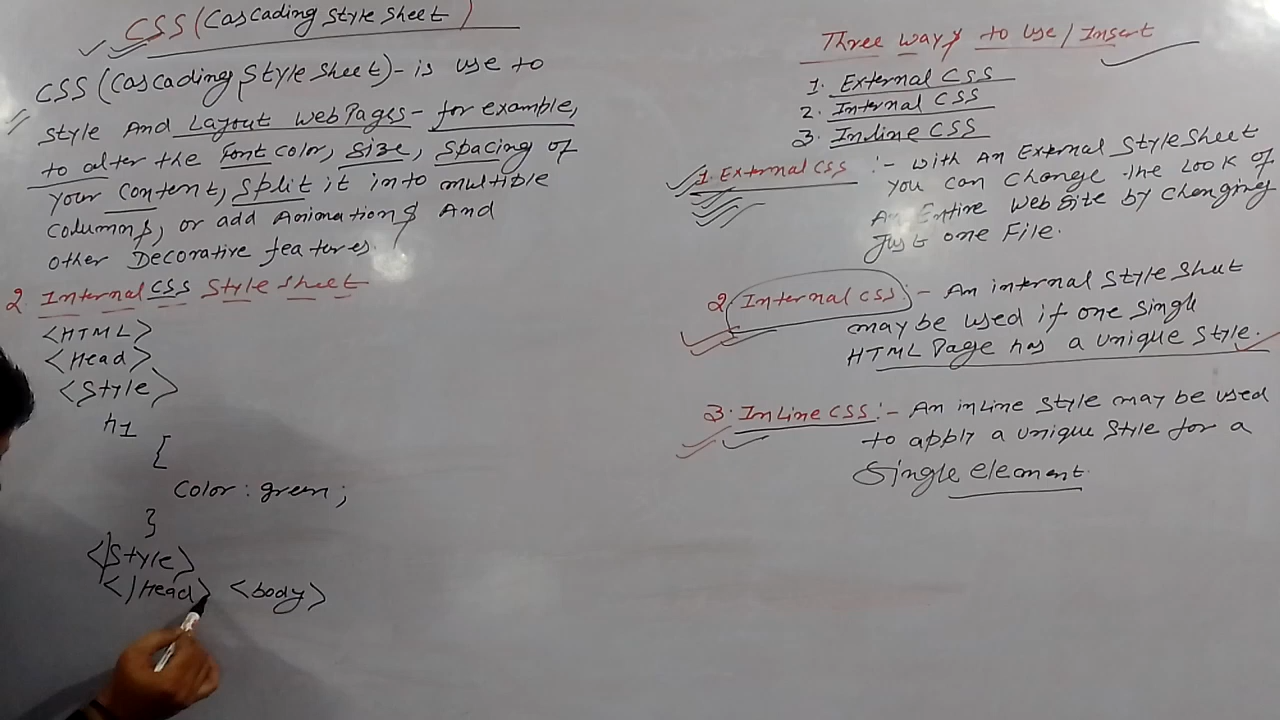 CSS (Cascading Style Sheet)
CSS (Cascading Style Sheet) - is use to
style And Layout web Pages - for example,
to alter the Font color, Size, Spacing of
your content, Split it into multiple
columns, or add Animations And
other Decorative features.
2. Internal CSS Style Sheet
<HTML>
<Head>
<Style>
h1
{
Color : green ;
}
</Style>
</Head> <body>
Three ways to Use / Insert
1. External CSS
2. Internal CSS
3. Inline CSS
1. External CSS :- With An External StyleSheet
you can change the Look of
An Entire Website by Changing
Just one File.
2. Internal CSS :- An internal Style Sheet
may be used if one Single
HTML Page has a unique Style.
3. InLine CSS :- An inline Style may be used
to apply a unique Style for a
Single element.